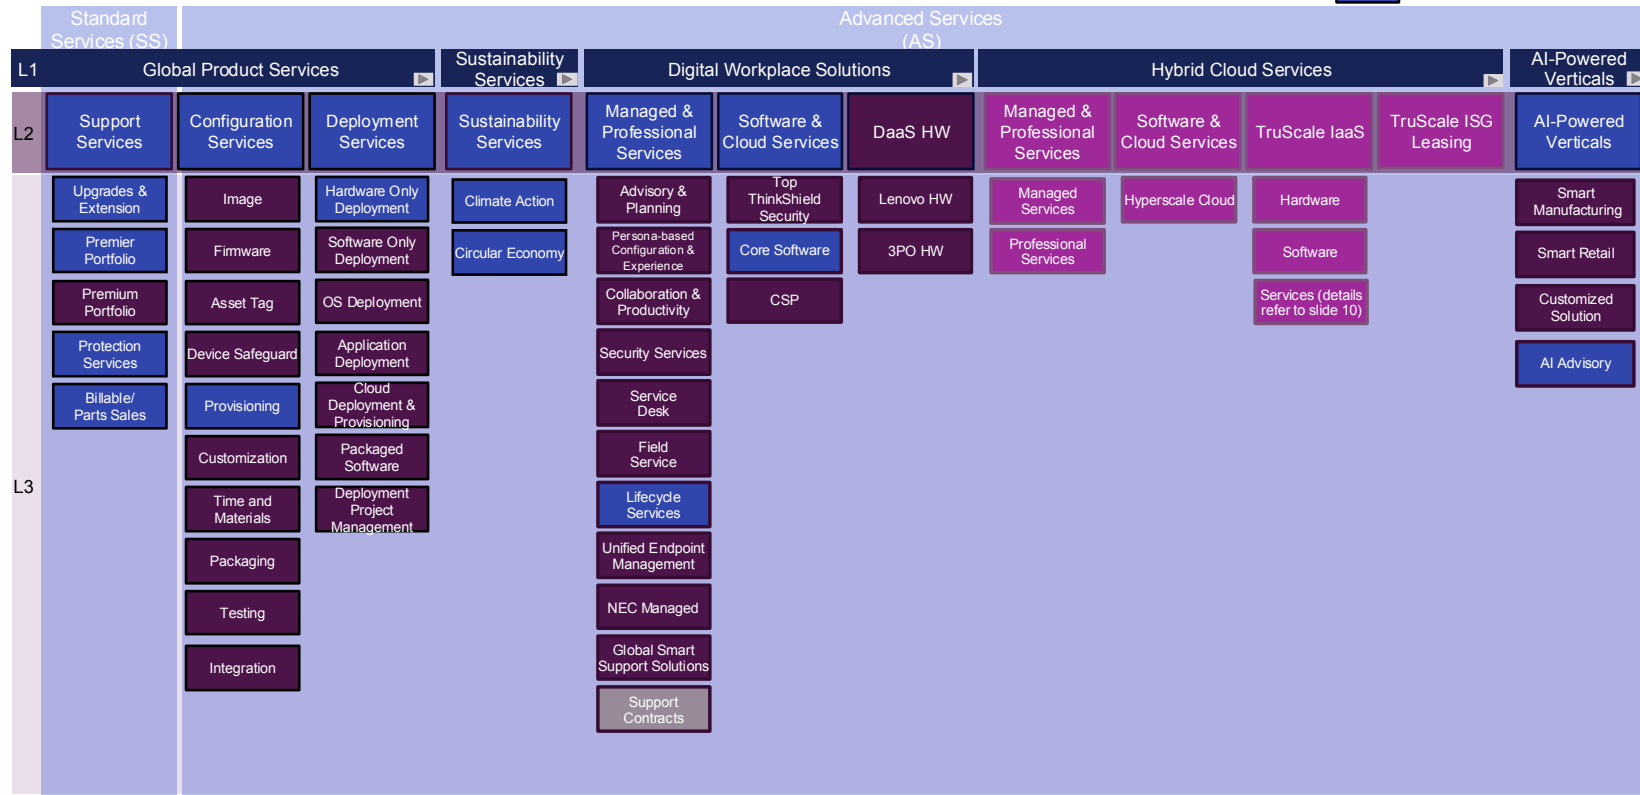 Standard
Services (SS)
Advanced Services
(AS)
L1
Global Product Services
Sustainability
Services
Digital Workplace Solutions
Hybrid Cloud Services
AI-Powered
Verticals
L2
Support
Services
Configuration
Services
Deployment
Services
Sustainability
Services
Managed &
Professional
Services
Software &
Cloud Services
DaaS HW
Managed &
Professional
Services
Software &
Cloud Services
TruScale IaaS
TruScale ISG
Leasing
AI-Powered
Verticals
L3
Upgrades &
Extension
Premier
Portfolio
Premium
Portfolio
Protection
Services
Billable/
Parts Sales
Image
Firmware
Asset Tag
Device Safeguard
Provisioning
Customization
Time and
Materials
Packaging
Testing
Integration
Hardware Only
Deployment
Software Only
Deployment
OS Deployment
Application
Deployment
Cloud
Deployment &
Provisioning
Packaged
Software
Deployment
Project
Management
Climate Action
Circular Economy
Advisory &
Planning
Persona-based
Configuration &
Experience
Collaboration &
Productivity
Security Services
Service
Desk
Field
Service
Lifecycle
Services
Unified Endpoint
Management
NEC Managed
Global Smart
Support Solutions
Support
Contracts
Top
ThinkShield
Security
Core Software
CSP
Lenovo HW
3PO HW
Managed
Services
Professional
Services
Hyperscale Cloud
Hardware
Software
Services (details
refer to slide 10)
Smart
Manufacturing
Smart Retail
Customized
Solution
AI Advisory